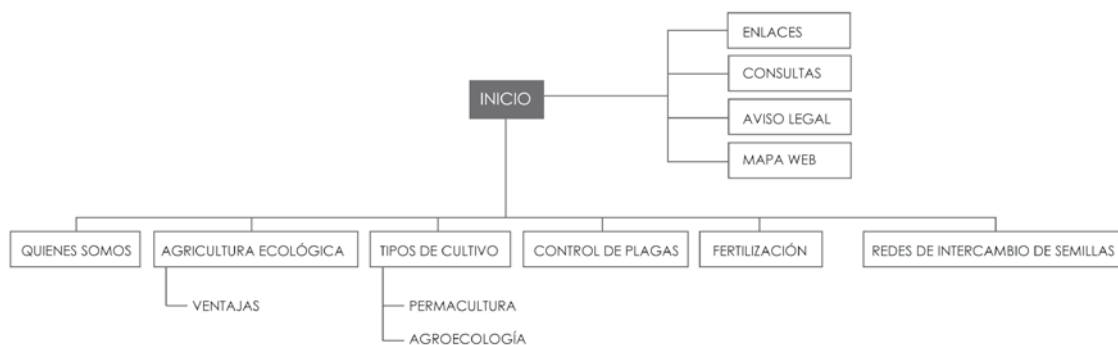 ENLACES
CONSULTAS
INICIO
AVISO LEGAL
MAPA WEB
QUIENES SOMOS
AGRICULTURA ECOLÓGICA
TIPOS DE CULTIVO
CONTROL DE PLAGAS
FERTILIZACIÓN
REDES DE INTERCAMBIO DE SEMILLAS
VENTAJAS
PERMACULTURA
AGROECOLOGÍA